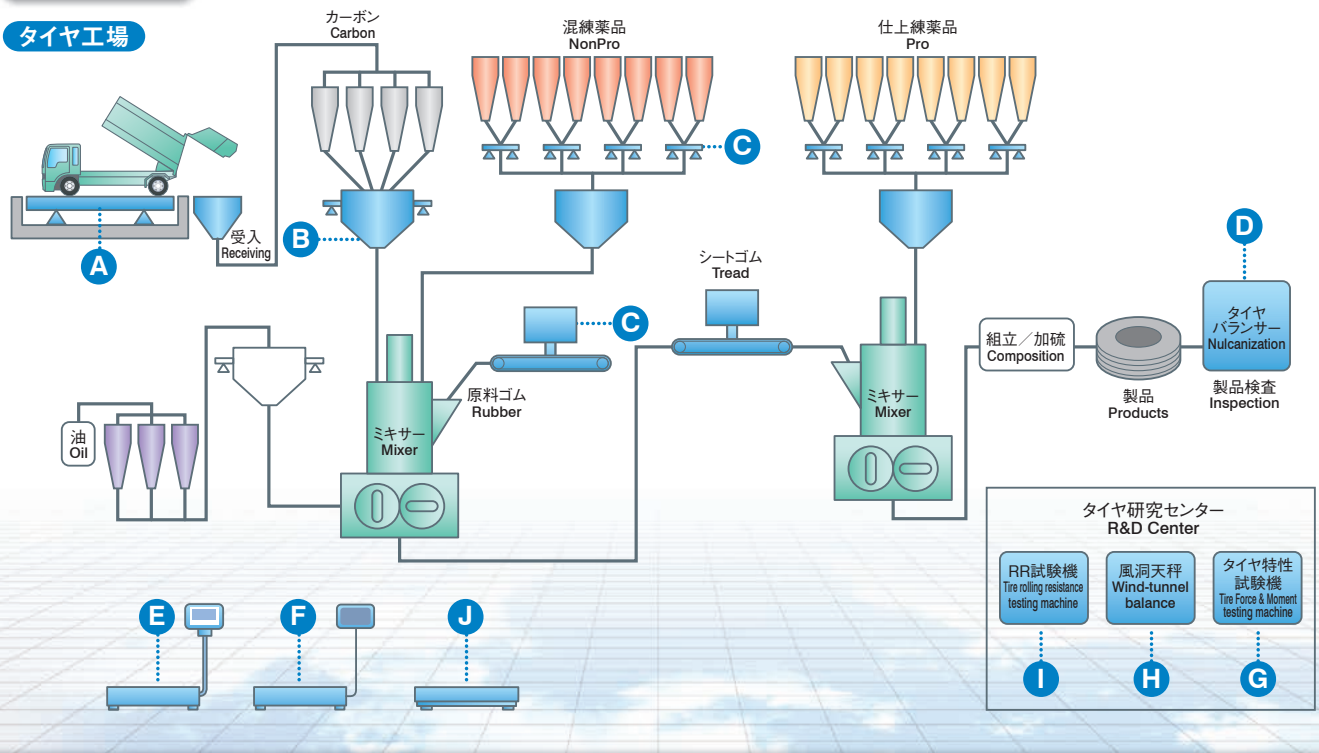 タイヤ工場
カーボン
Carbon
混練薬品
NonPro
仕上練薬品
Pro
C
A
受入
Receiving
B
D
シートゴム
Tread
C
タイヤ
バランサー
Nulcanization
組立／加硫
Composition
製品
Products
製品検査
Inspection
原料ゴム
Rubber
ミキサー
Mixer
ミキサー
Mixer
油
Oil
タイヤ研究センター
R&D Center
RR試験機
Tire rolling resistance
testing machine
風洞天秤
Wind-tunnel
balance
タイヤ特性
試験機
Tire Force & Moment
testing machine
E
F
J
I
H
G